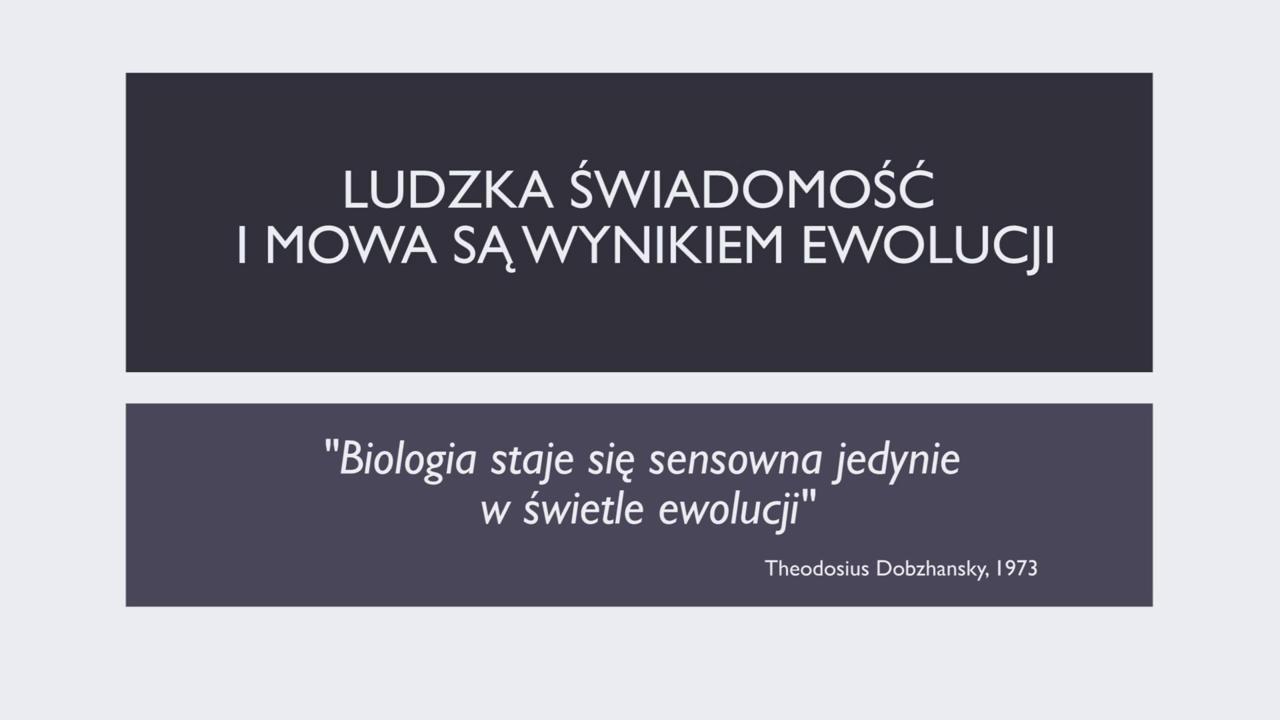 LUDZKA ŚWIADOMOŚĆ
I MOWA SĄ WYNIKIEM EWOLUCJI
"Biologia staje się sensowna jedynie
w świetle ewolucji"
Theodosius Dobzhansky, 1973